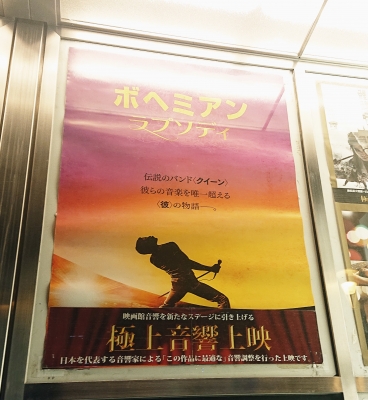 ボヘミアン
ラプソディ
伝説のバンド〈クイーン〉
彼らの音楽を唯一超える
〈彼〉の物語──。
映画館音響を新たなステージに引き上げる
極上音響上映
日本を代表する音響家による「この作品に最適な」音響調整を行った上映です。